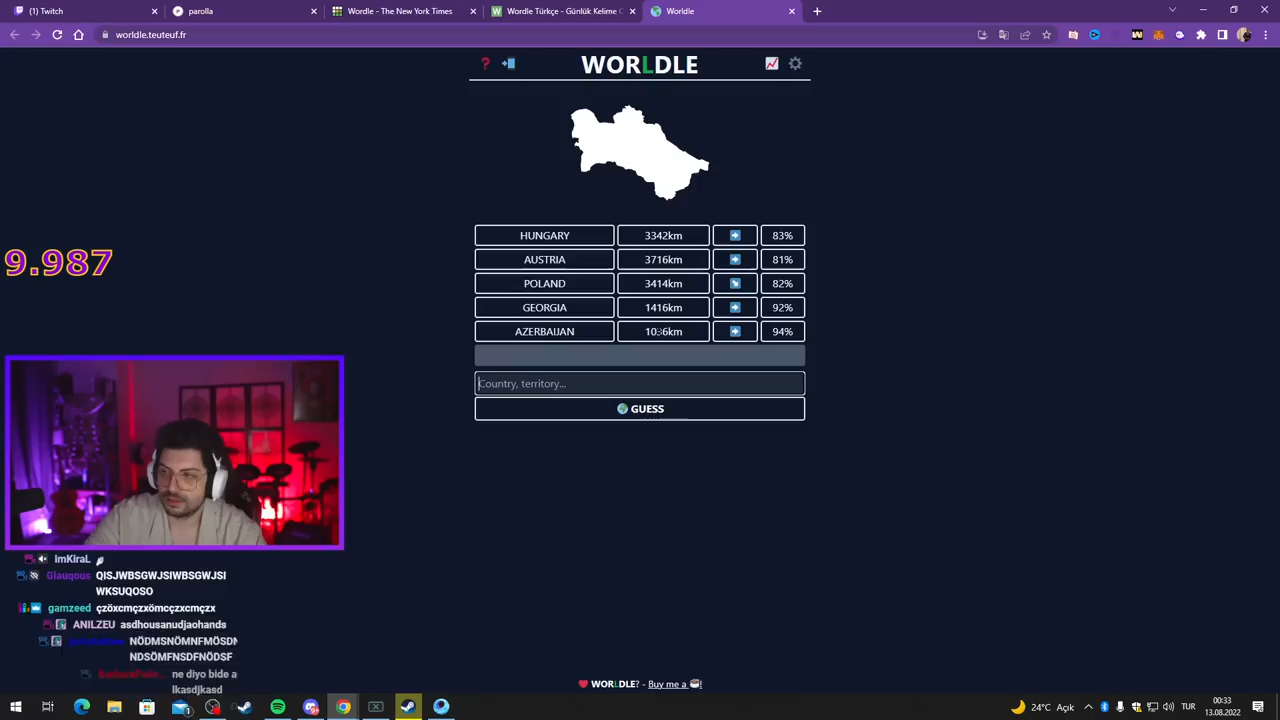 (1) Twitch
parolla
Wordle - The New York Times
Wordle Türkçe - Günlük Kelime
Worldle
worldle.teuteuf.fr
WORLDLE
HUNGARY 3342km 83%
AUSTRIA 3716km 81%
POLAND 3414km 82%
GEORGIA 1416km 92%
AZERBAIJAN 1036km 94%
Country, territory...
GUESS
9.987
imKIraL
Glauqous QISJWBSGWJSIWBSGWJSI
WKSUQOSO
gamzeed çzöxcmçzxömcçzxcmçzx
ANILZEU asdhousanudjaohands
NÖDMSNÖMNFMÖSDN
NDSÖMFNSDFNÖDSF
ne diyo bide a
lkasdjkasd
WORLDLE? - Buy me a !
24°C Açık
TUR
00:33
13.08.2022